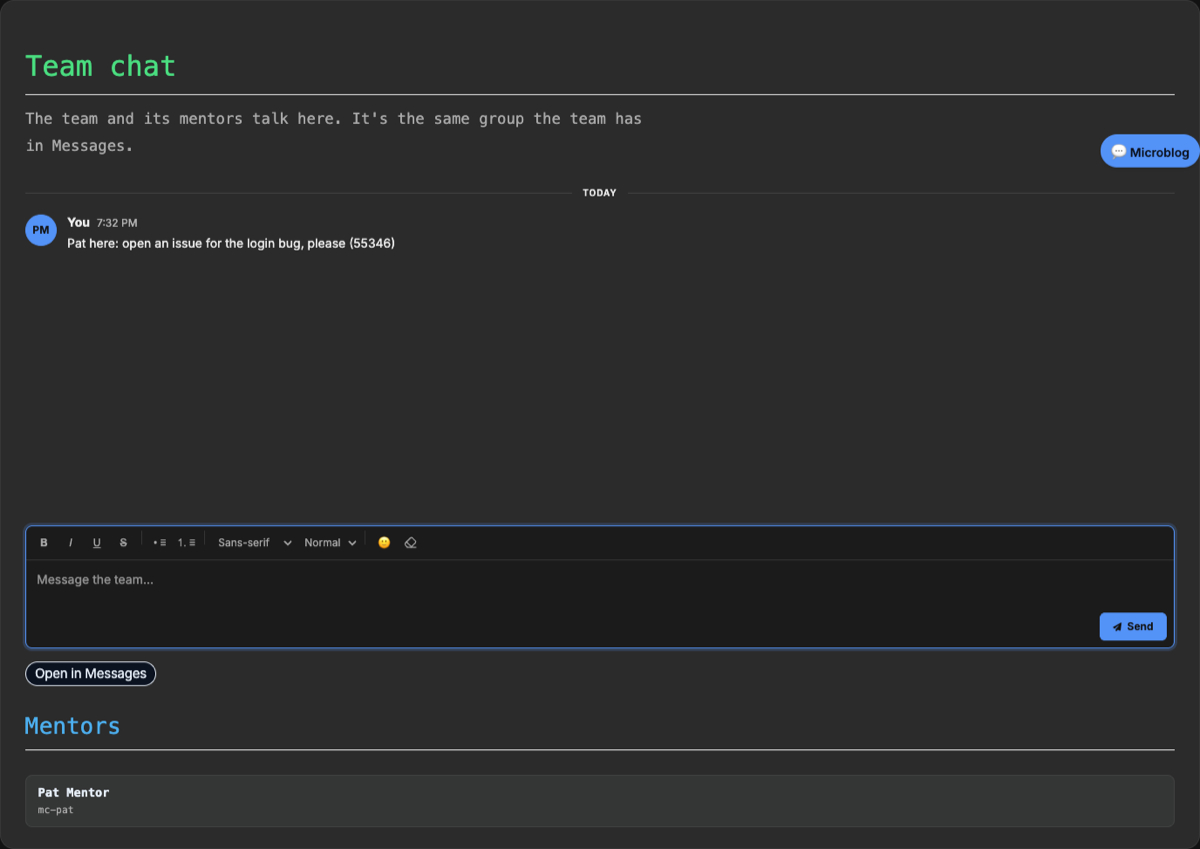 Team chat
The team and its mentors talk here. It's the same group the team has
in Messages.
💬 Microblog
TODAY
PM
You 7:32 PM
Pat here: open an issue for the login bug, please (55346)
B I U S 1. Sans-serif Normal 🙂
Message the team...
Send
Open in Messages
Mentors
Pat Mentor
mc-pat